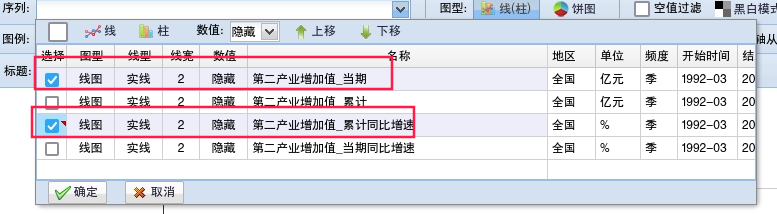 序列: 图型: 线(柱) 饼图 空值过滤 黑白模式
图例: 线 柱 数值: 隐藏 上移 下移 轴从
标题:
选择 图型 线型 线宽 数值 名称 地区 单位 频度 开始时间 结
线图 实线 2 隐藏 第二产业增加值_当期 全国 亿元 季 1992-03 20
线图 实线 2 隐藏 第二产业增加值_累计 全国 亿元 季 1992-03 20
线图 实线 2 隐藏 第二产业增加值_累计同比增速 全国 % 季 1992-03 20
线图 实线 2 隐藏 第二产业增加值_当期同比增速 全国 % 季 1992-03 20
确定 取消